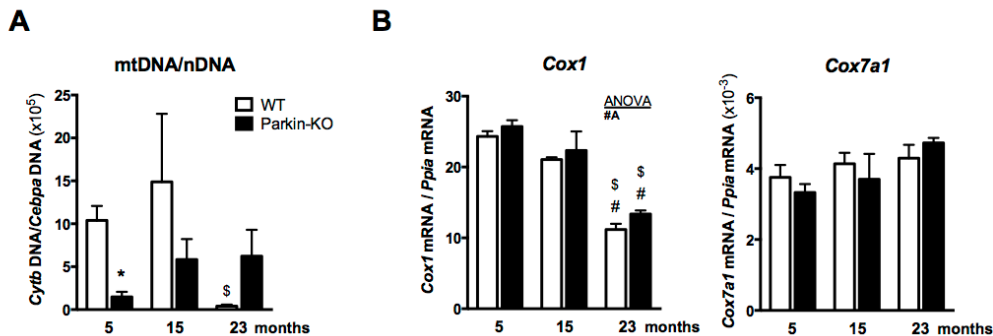 A
mtDNA/nDNA
Cytb DNA/Cebpa DNA (x10⁵)
25
20
15
10
5
0
WT
Parkin-KO
*
$
5 15 23 months
B
Cox1
Cox1 mRNA / Ppia mRNA
30
20
10
0
ANOVA
#A
$ $
# #
5 15 23 months
Cox7a1
Cox7a1 mRNA / Ppia mRNA (x10⁻³)
6
4
2
0
5 15 23 months